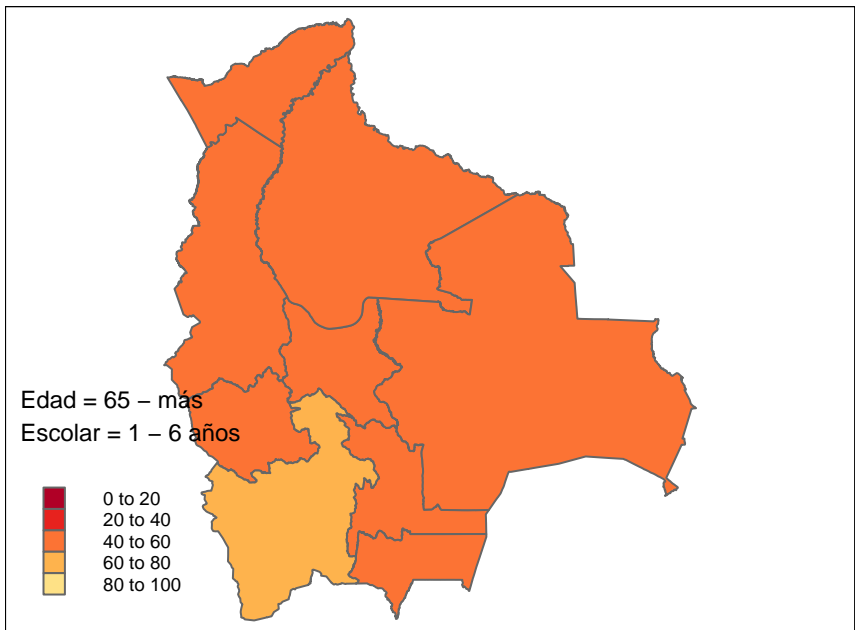 Edad = 65 – más
Escolar = 1 – 6 años
0 to 20
20 to 40
40 to 60
60 to 80
80 to 100